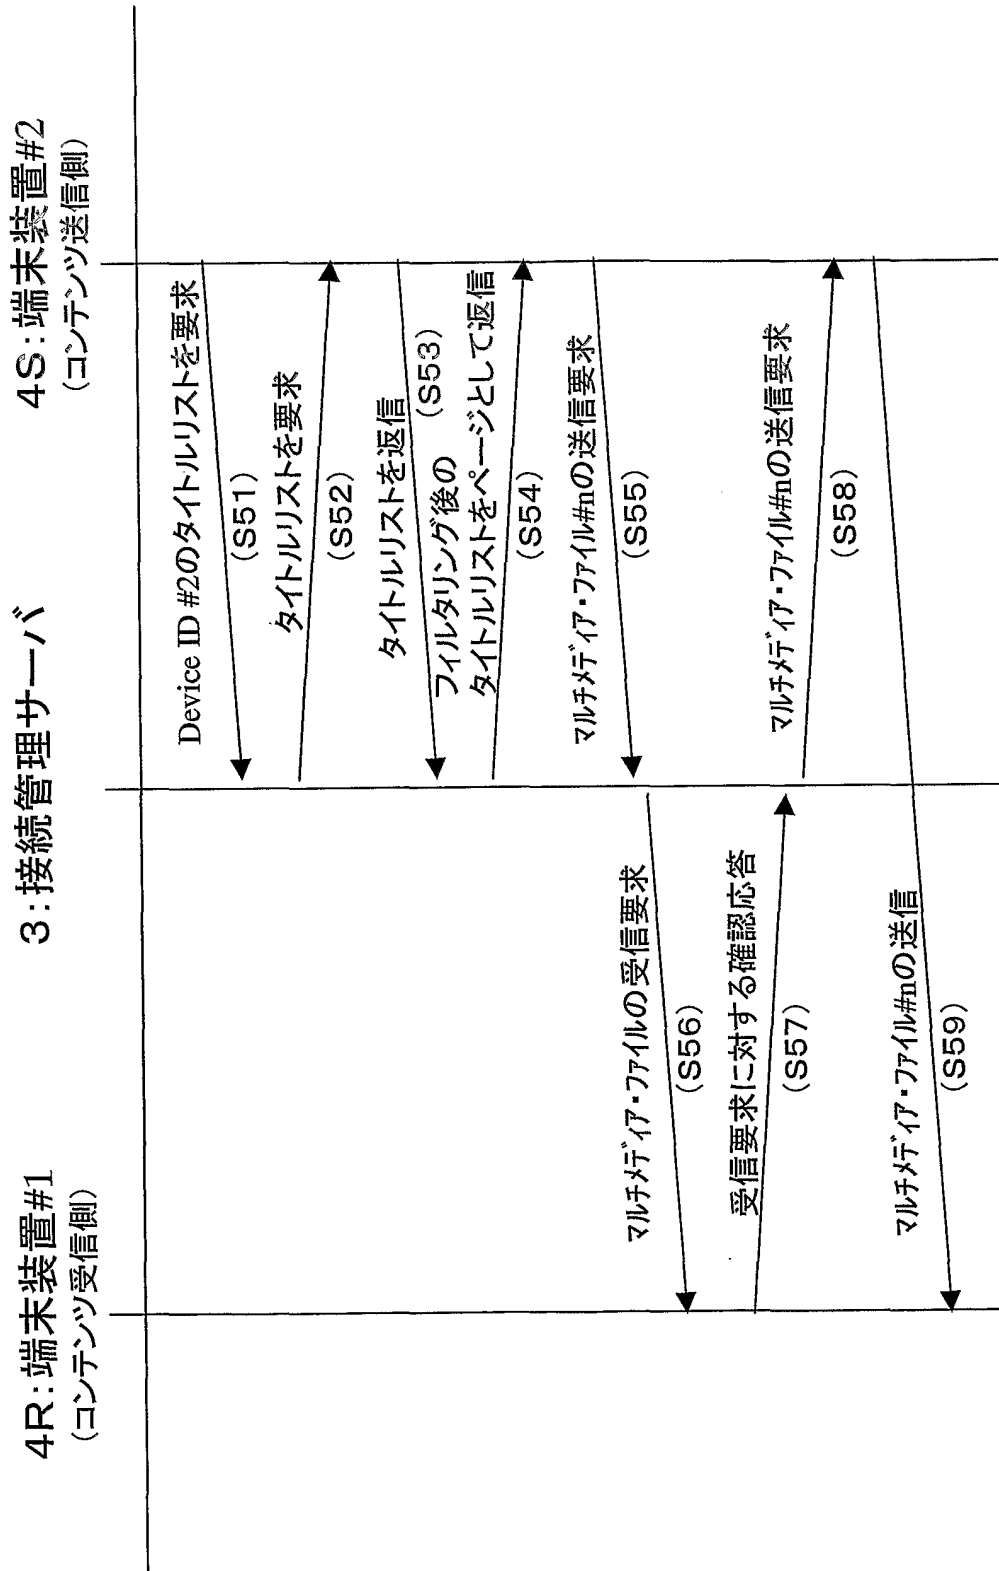 4R:端末装置#1
(コンテンツ受信側)
3:接続管理サーバ
4S:端末装置#2
(コンテンツ送信側)
Device ID #2のタイトルリストを要求
(S51)
タイトルリストを要求
(S52)
タイトルリストを返信
(S53)
フィルタリング後の
タイトルリストをページとして返信
(S54)
マルチメディア・ファイル#nの送信要求
(S55)
マルチメディア・ファイルの受信要求
(S56)
受信要求に対する確認応答
(S57)
マルチメディア・ファイル#nの送信要求
(S58)
マルチメディア・ファイル#nの送信
(S59)